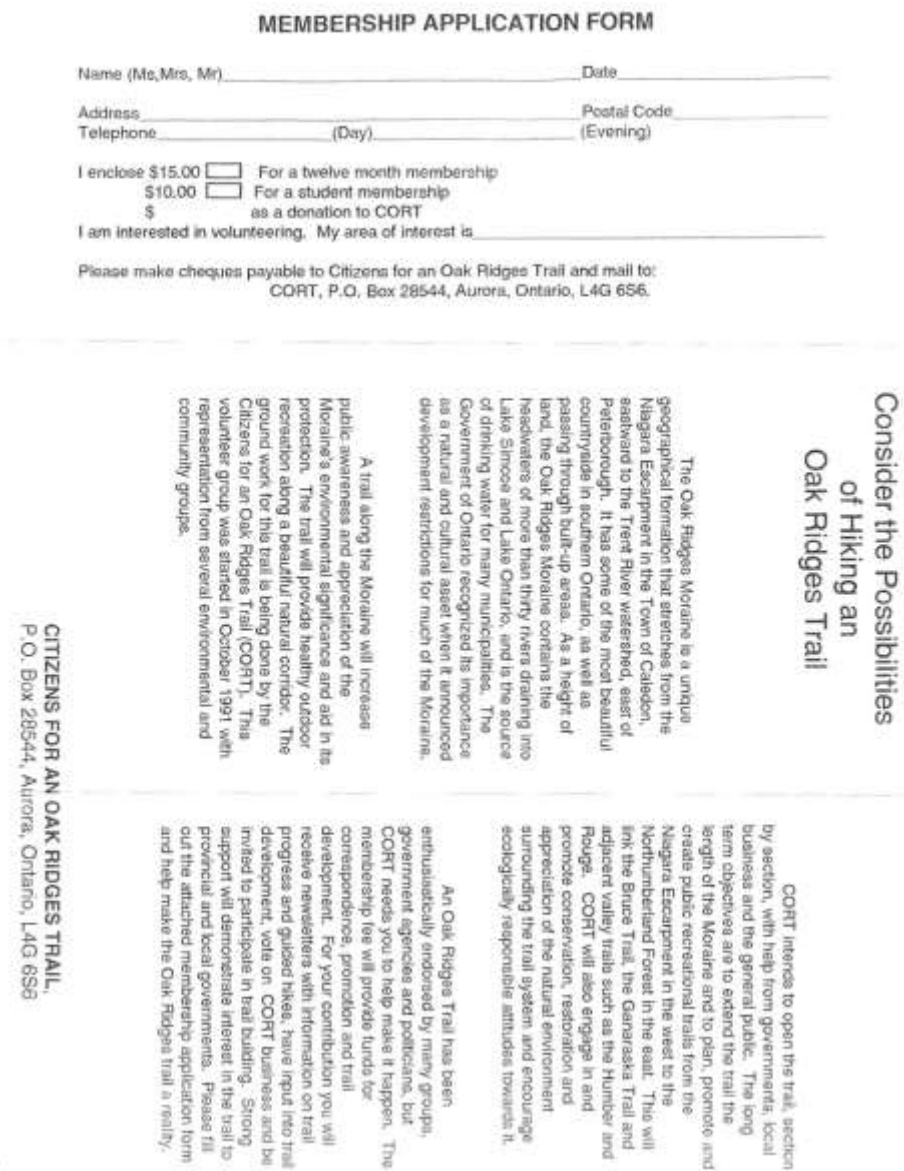 MEMBERSHIP APPLICATION FORM
Name (Ms,Mrs, Mr) Date
Address Postal Code
Telephone (Day) (Evening)
I enclose $15.00 For a twelve month membership
$10.00 For a student membership
$ as a donation to CORT
I am interested in volunteering. My area of interest is
Please make cheques payable to Citizens for an Oak Ridges Trail and mail to:
CORT, P.O. Box 28544, Aurora, Ontario, L4G 6S6.
Consider the Possibilities
of Hiking an
Oak Ridges Trail
The Oak Ridges Moraine is a unique
geographical formation that stretches from the
Niagara Escarpment in the Town of Caledon,
eastward to the Trent River watershed, east of
Peterborough. It has some of the most beautiful
countryside in southern Ontario, as well as
passing through built-up areas. As a height of
land, the Oak Ridges Moraine contains the
headwaters of more than thirty rivers draining into
Lake Simcoe and Lake Ontario, and is the source
of drinking water for many municipalities. The
Government of Ontario recognized its importance
as a natural and cultural asset when it announced
development restrictions for much of the Moraine.
A trail along the Moraine will increase
public awareness and appreciation of the
Moraine's environmental significance and aid in its
protection. The trail will provide healthy outdoor
recreation along a beautiful natural corridor. The
ground work for this trail is being done by the
Citizens for an Oak Ridges Trail (CORT). This
volunteer group was started in October 1991 with
representation from several environmental and
community groups.
CORT intends to open the trail, section
by section, with help from governments, local
business and the general public. The long
term objectives are to extend the trail the
length of the Moraine and to plan, promote and
create public recreational trails from the
Niagara Escarpment in the west to the
Northumberland Forest in the east. This will
link the Bruce Trail, the Ganaraska Trail and
adjacent valley trails such as the Humber and
Rouge. CORT will also engage in and
promote conservation, restoration and
appreciation of the natural environment
surrounding the trail system and encourage
ecologically responsible attitudes towards it.
An Oak Ridges Trail has been
enthusiastically endorsed by many groups,
government agencies and politicians, but
CORT needs you to help make it happen. The
membership fee will provide funds for
correspondence, promotion and trail
development. For your contribution you will
receive newsletters with information on trail
progress and guided hikes, have input into trail
development, vote on CORT business and be
invited to participate in trail building. Strong
support will demonstrate interest in the trail to
provincial and local governments. Please fill
out the attached membership application form
and help make the Oak Ridges trail a reality.
CITIZENS FOR AN OAK RIDGES TRAIL,
P.O. Box 28544, Aurora, Ontario, L4G 6S6